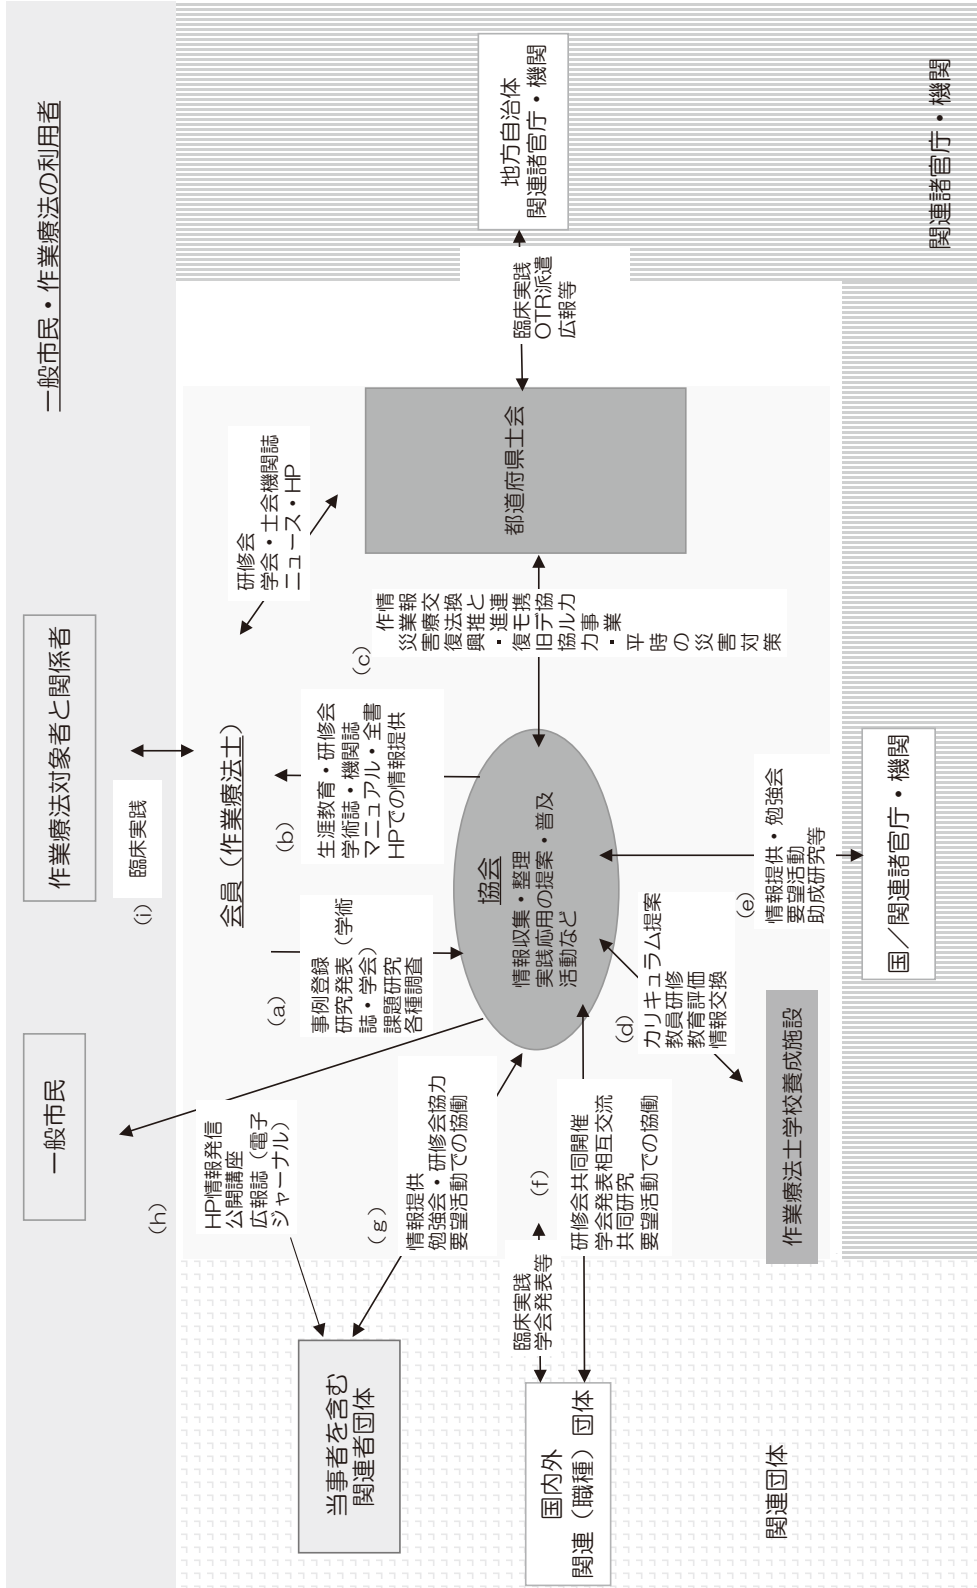 一般市民・作業療法の利用者
一般市民
作業療法対象者と関係者
(h)
HP情報発信
公開講座
広報誌（電子
ジャーナル）
(i)
臨床実践
会員（作業療法士）
研修会
学会・士会機関誌
ニュース・HP
(a)
事例登録
研究発表（学術
誌・学会）
課題研究
各種調査
(b)
生涯教育・研修会
学術誌・機関誌
マニュアル・全書
HPでの情報提供
当事者を含む
関連者団体
(g)
情報提供
勉強会・研修会協力
要望活動での協働
(c)
情報交換と連携協力
作業療法推進モデル事業
災害復興・復旧協力・平時の災害対策
協会
情報収集・整理
実践応用の提案・普及
活動など
都道府県士会
臨床実践
OTR派遣
広報等
地方自治体
関連諸官庁・機関
臨床実践
学会発表等
(f)
研修会共同開催
学会発表相互交流
共同研究
要望活動での協働
国内外
関連（職種）団体
(d)
カリキュラム提案
教員研修
教育評価
情報交換
(e)
情報提供・勉強会
要望活動
助成研究等
関連団体
作業療法士学校養成施設
国／関連諸官庁・機関
関連諸官庁・機関